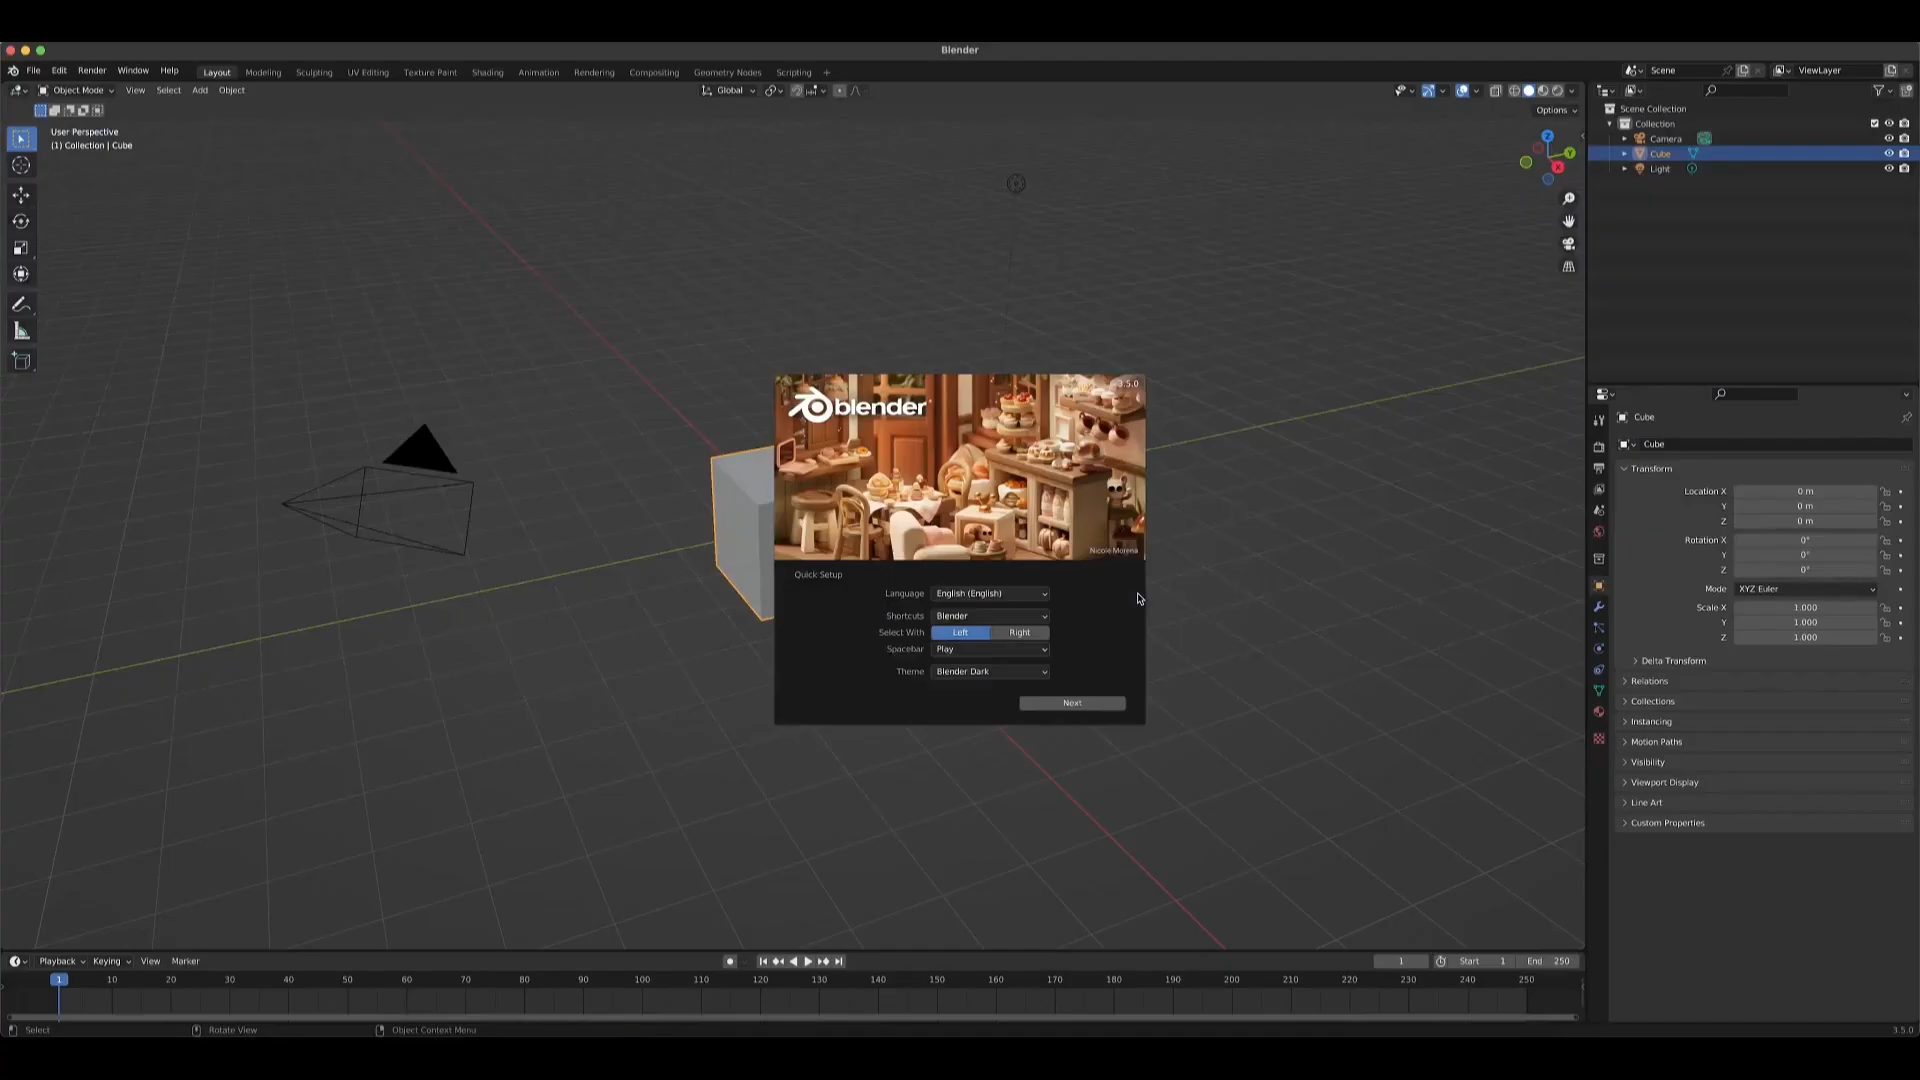 Blender
File Edit Render Window Help Layout Modeling Sculpting UV Editing Texture Paint Shading Animation Rendering Compositing Geometry Nodes Scripting + Scene ViewLayer
Object Mode View Select Add Object Global
Options
User Perspective
(1) Collection | Cube
Z
Y
X
Scene Collection
Collection
Camera
Cube
Light
3.5.0
blender
Nicole Morena
Quick Setup
Language English (English)
Shortcuts Blender
Select With Left Right
Spacebar Play
Theme Blender Dark
Next
Cube
Cube
Transform
Location X 0 m
Y 0 m
Z 0 m
Rotation X 0°
Y 0°
Z 0°
Mode XYZ Euler
Scale X 1.000
Y 1.000
Z 1.000
Delta Transform
Relations
Collections
Instancing
Motion Paths
Visibility
Viewport Display
Line Art
Custom Properties
Playback Keying View Marker 1 Start 1 End 250
1 10 20 30 40 50 60 70 80 90 100 110 120 130 140 150 160 170 180 190 200 210 220 230 240 250
Select Rotate View Object Context Menu 3.5.0